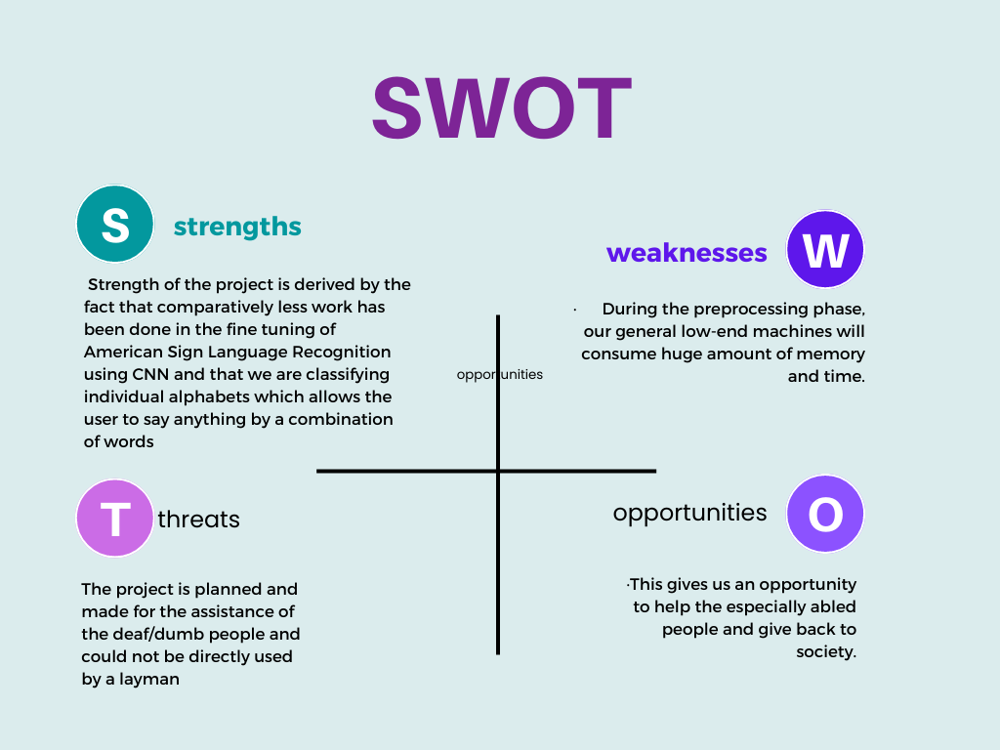 SWOT
S
strengths
Strength of the project is derived by the
fact that comparatively less work has
been done in the fine tuning of
American Sign Language Recognition
using CNN and that we are classifying
individual alphabets which allows the
user to say anything by a combination
of words
weaknesses
W
· During the preprocessing phase,
our general low-end machines will
consume huge amount of memory
and time.
opportunities
T
threats
The project is planned and
made for the assistance of
the deaf/dumb people and
could not be directly used
by a layman
opportunities
O
·This gives us an opportunity
to help the especially abled
people and give back to
society.